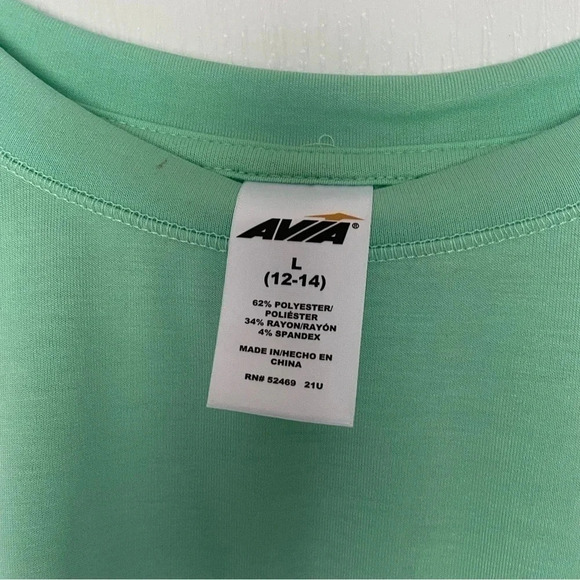 AVIA®
L
(12-14)
62% POLYESTER/
POLIÉSTER
34% RAYON/RAYÓN
4% SPANDEX
MADE IN/HECHO EN
CHINA
RN# 52469 21U